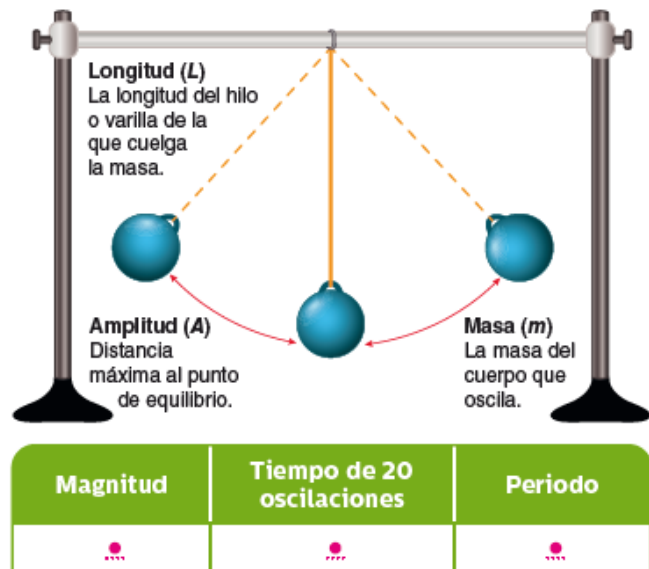 Longitud (L)
La longitud del hilo
o varilla de la
que cuelga
la masa.
Amplitud (A)
Distancia
máxima al punto
de equilibrio.
Masa (m)
La masa del
cuerpo que
oscila.
Magnitud
Tiempo de 20
oscilaciones
Periodo